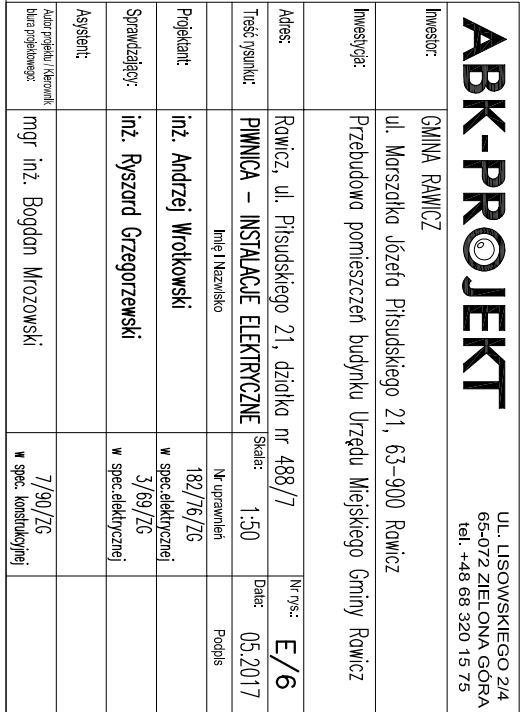 ABK-PROJEKT
UL. LISOWSKIEGO 2/4
65-072 ZIELONA GÓRA
tel. +48 68 320 15 75
Inwestor:
GMINA RAWICZ
ul. Marszałka Józefa Piłsudskiego 21, 63-900 Rawicz
Inwestycja:
Przebudowa pomieszczeń budynku Urzędu Miejskiego Gminy Rawicz
Adres:
Rawicz, ul. Piłsudskiego 21, działka nr 488/7
Nr rys.:
E/6
Treść rysunku:
PIWNICA - INSTALACJE ELEKTRYCZNE
Skala:
1:50
Data:
05.2017
Imię i Nazwisko
Nr uprawnień
Podpis
Projektant:
inż. Andrzej Wrotkowski
182/76/ZG
w spec.elektrycznej
Sprawdzający:
inż. Ryszard Grzegorzewski
3/69/ZG
w spec.elektrycznej
Asystent:
Autor projektu / Kierownik
biura projektowego:
mgr inż. Bogdan Mrozowski
7/90/ZG
w spec. konstrukcyjnej